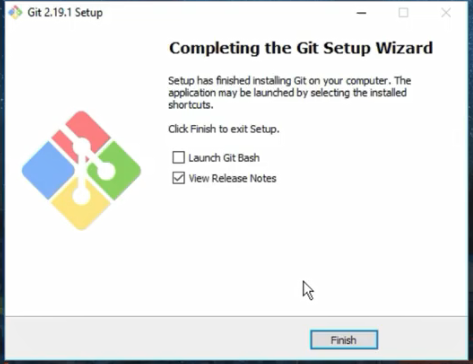 Git 2.19.1 Setup
Completing the Git Setup Wizard
Setup has finished installing Git on your computer. The
application may be launched by selecting the installed
shortcuts.
Click Finish to exit Setup.
Launch Git Bash
View Release Notes
Finish